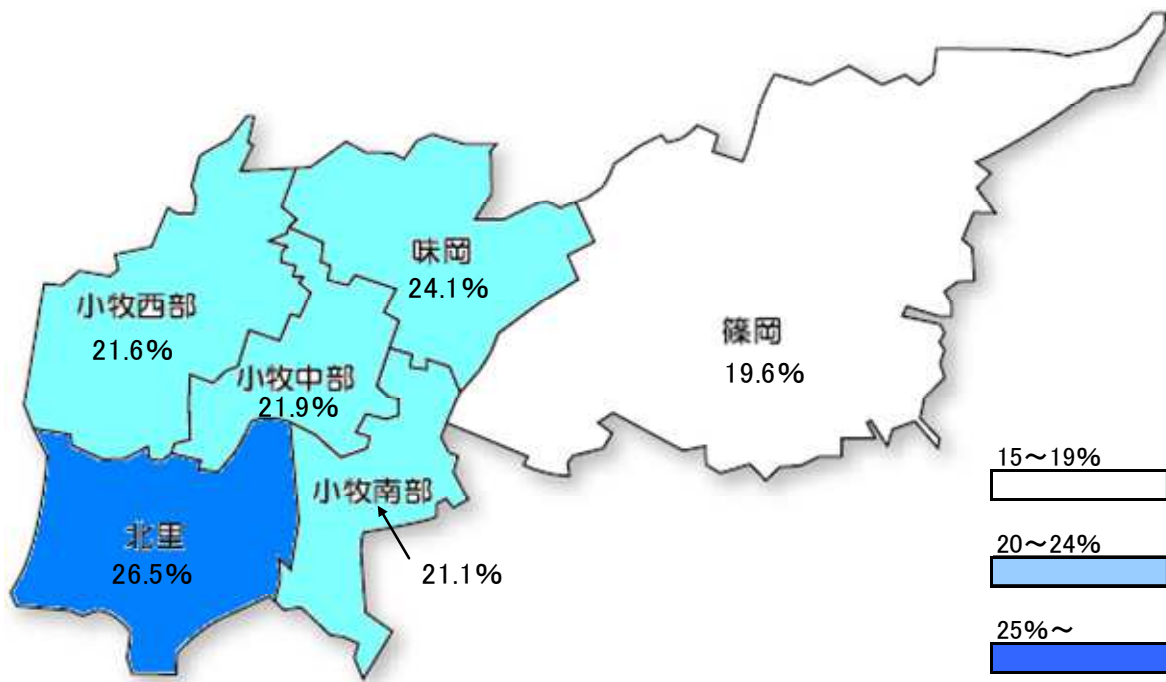 味岡
24.1%
小牧西部
21.6%
篠岡
19.6%
小牧中部
21.9%
小牧南部
21.1%
北里
26.5%
15～19%
20～24%
25%～